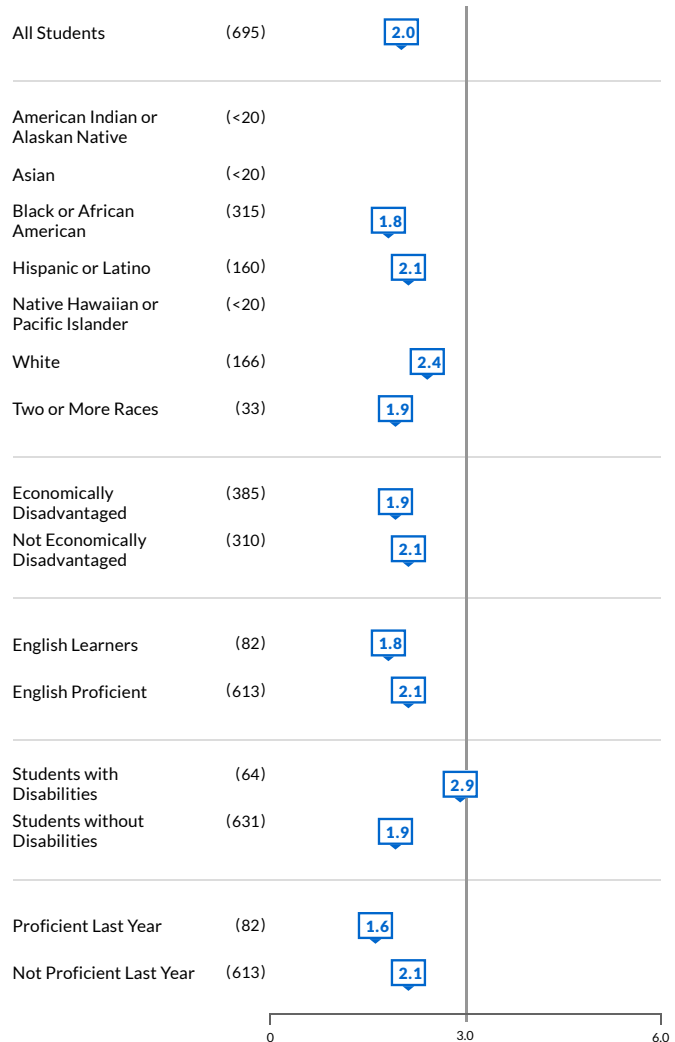 All Students (695) 2.0
American Indian or (<20)
Alaskan Native
Asian (<20)
Black or African (315) 1.8
American
Hispanic or Latino (160) 2.1
Native Hawaiian or (<20)
Pacific Islander
White (166) 2.4
Two or More Races (33) 1.9
Economically (385) 1.9
Disadvantaged
Not Economically (310) 2.1
Disadvantaged
English Learners (82) 1.8
English Proficient (613) 2.1
Students with (64) 2.9
Disabilities
Students without (631) 1.9
Disabilities
Proficient Last Year (82) 1.6
Not Proficient Last Year (613) 2.1
0 3.0 6.0